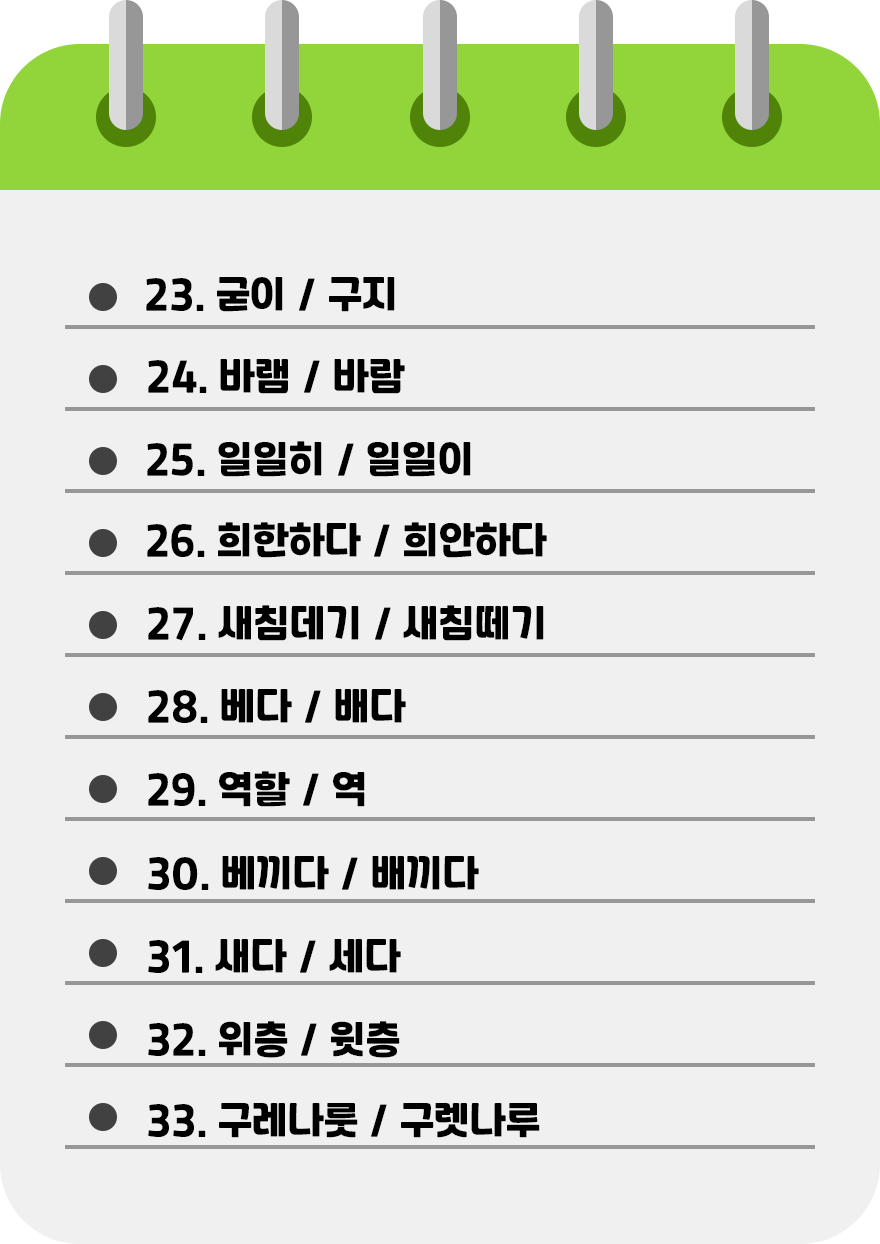 23. 굳이 / 구지
24. 바램 / 바람
25. 일일히 / 일일이
26. 희한하다 / 희안하다
27. 새침데기 / 새침떼기
28. 베다 / 배다
29. 역할 / 역
30. 베끼다 / 배끼다
31. 새다 / 세다
32. 위층 / 윗층
33. 구레나룻 / 구렛나루